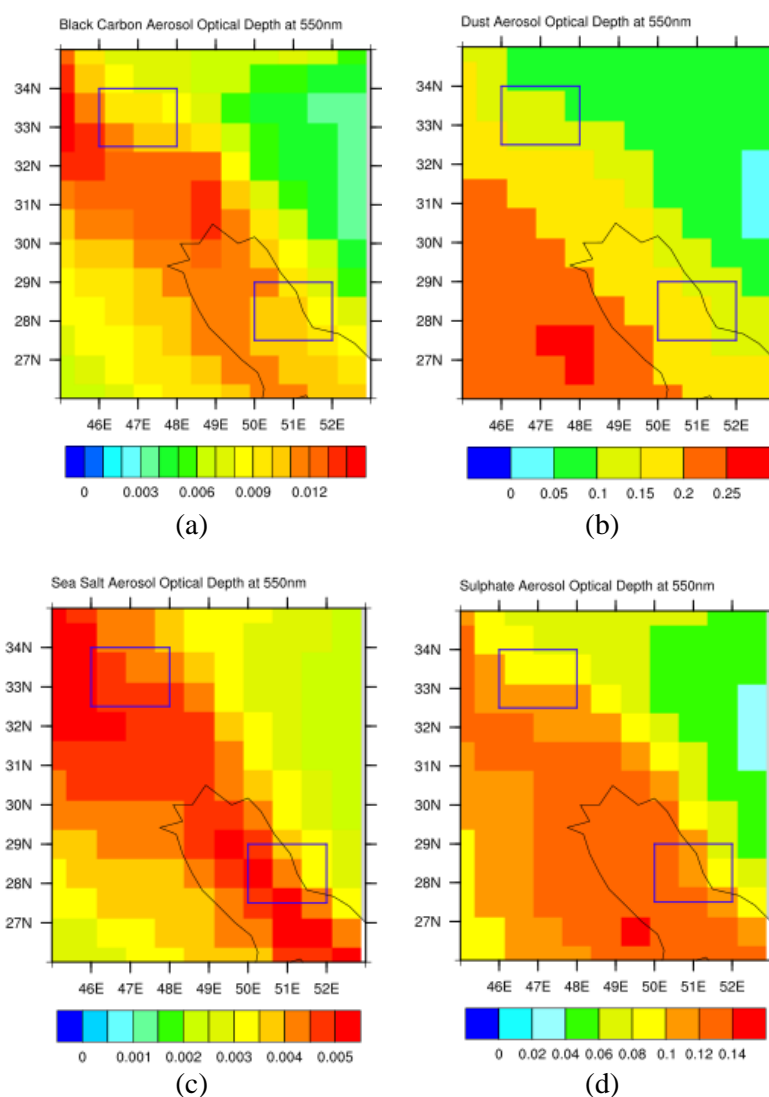 Black Carbon Aerosol Optical Depth at 550nm
34N
33N
32N
31N
30N
29N
28N
27N
46E 47E 48E 49E 50E 51E 52E
0 0.003 0.006 0.009 0.012
(a)
Dust Aerosol Optical Depth at 550nm
34N
33N
32N
31N
30N
29N
28N
27N
46E 47E 48E 49E 50E 51E 52E
0 0.05 0.1 0.15 0.2 0.25
(b)
Sea Salt Aerosol Optical Depth at 550nm
34N
33N
32N
31N
30N
29N
28N
27N
46E 47E 48E 49E 50E 51E 52E
0 0.001 0.002 0.003 0.004 0.005
(c)
Sulphate Aerosol Optical Depth at 550nm
34N
33N
32N
31N
30N
29N
28N
27N
46E 47E 48E 49E 50E 51E 52E
0 0.02 0.04 0.06 0.08 0.1 0.12 0.14
(d)